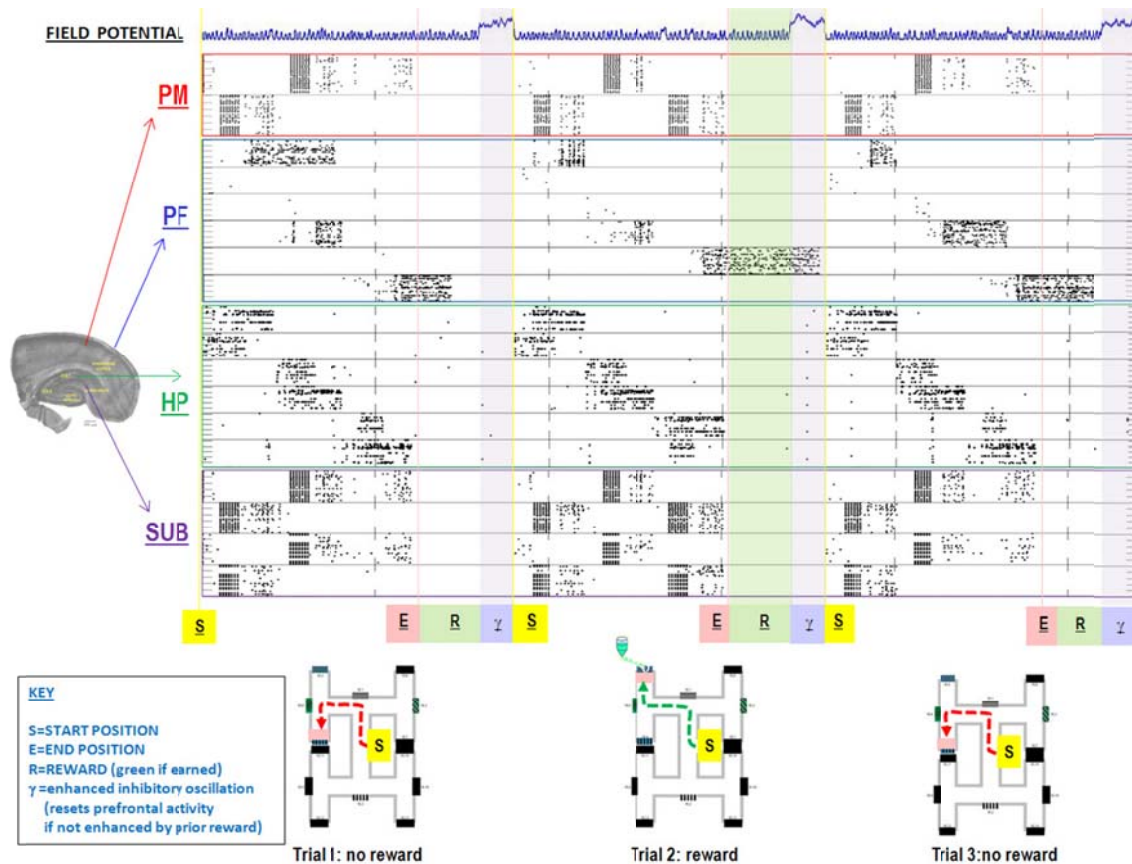 FIELD POTENTIAL
PM
PF
HP
SUB
S
E R γ S
E R γ S
E R γ
KEY
S=START POSITION
E=END POSITION
R=REWARD (green if earned)
γ =enhanced inhibitory oscillation
(resets prefrontal activity
if not enhanced by prior reward)
S
S
S
Trial I: no reward
Trial 2: reward
Trial 3:no reward